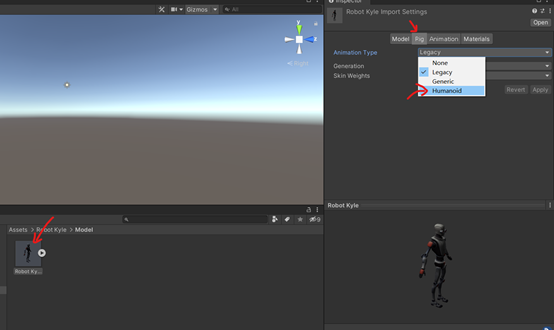 Inspector
Robot Kyle Import Settings
Open
Gizmos
All
Right
Model Rig Animation Materials
Animation Type Legacy
Generation
Skin Weights
None
Legacy
Generic
Humanoid
Revert Apply
9
Assets > Robot Kyle > Model
Robot Ky...
Robot Kyle